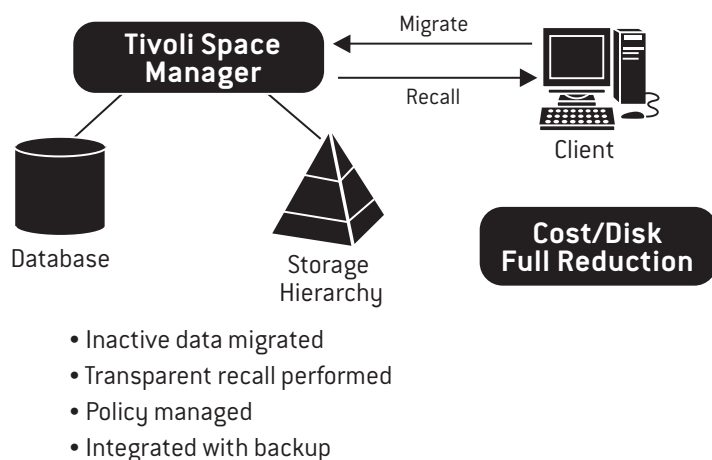 Tivoli Space
Manager
Migrate
Recall
Client
Database
Storage
Hierarchy
Cost/Disk
Full Reduction
• Inactive data migrated
• Transparent recall performed
• Policy managed
• Integrated with backup